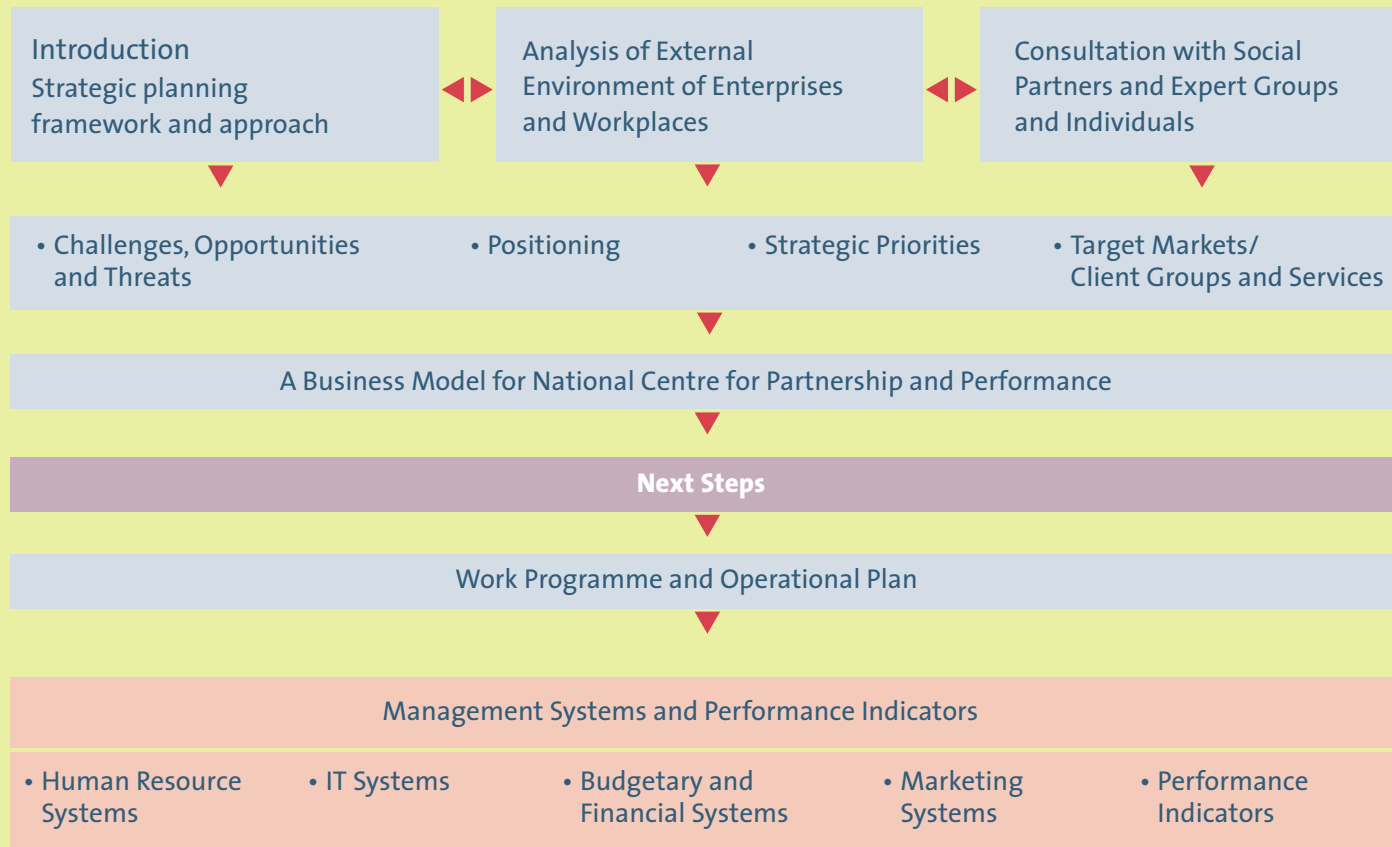 Introduction
Strategic planning
framework and approach
Analysis of External
Environment of Enterprises
and Workplaces
Consultation with Social
Partners and Expert Groups
and Individuals
• Challenges, Opportunities
and Threats
• Positioning
• Strategic Priorities
• Target Markets/
Client Groups and Services
A Business Model for National Centre for Partnership and Performance
Next Steps
Work Programme and Operational Plan
Management Systems and Performance Indicators
• Human Resource
Systems
• IT Systems
• Budgetary and
Financial Systems
• Marketing
Systems
• Performance
Indicators